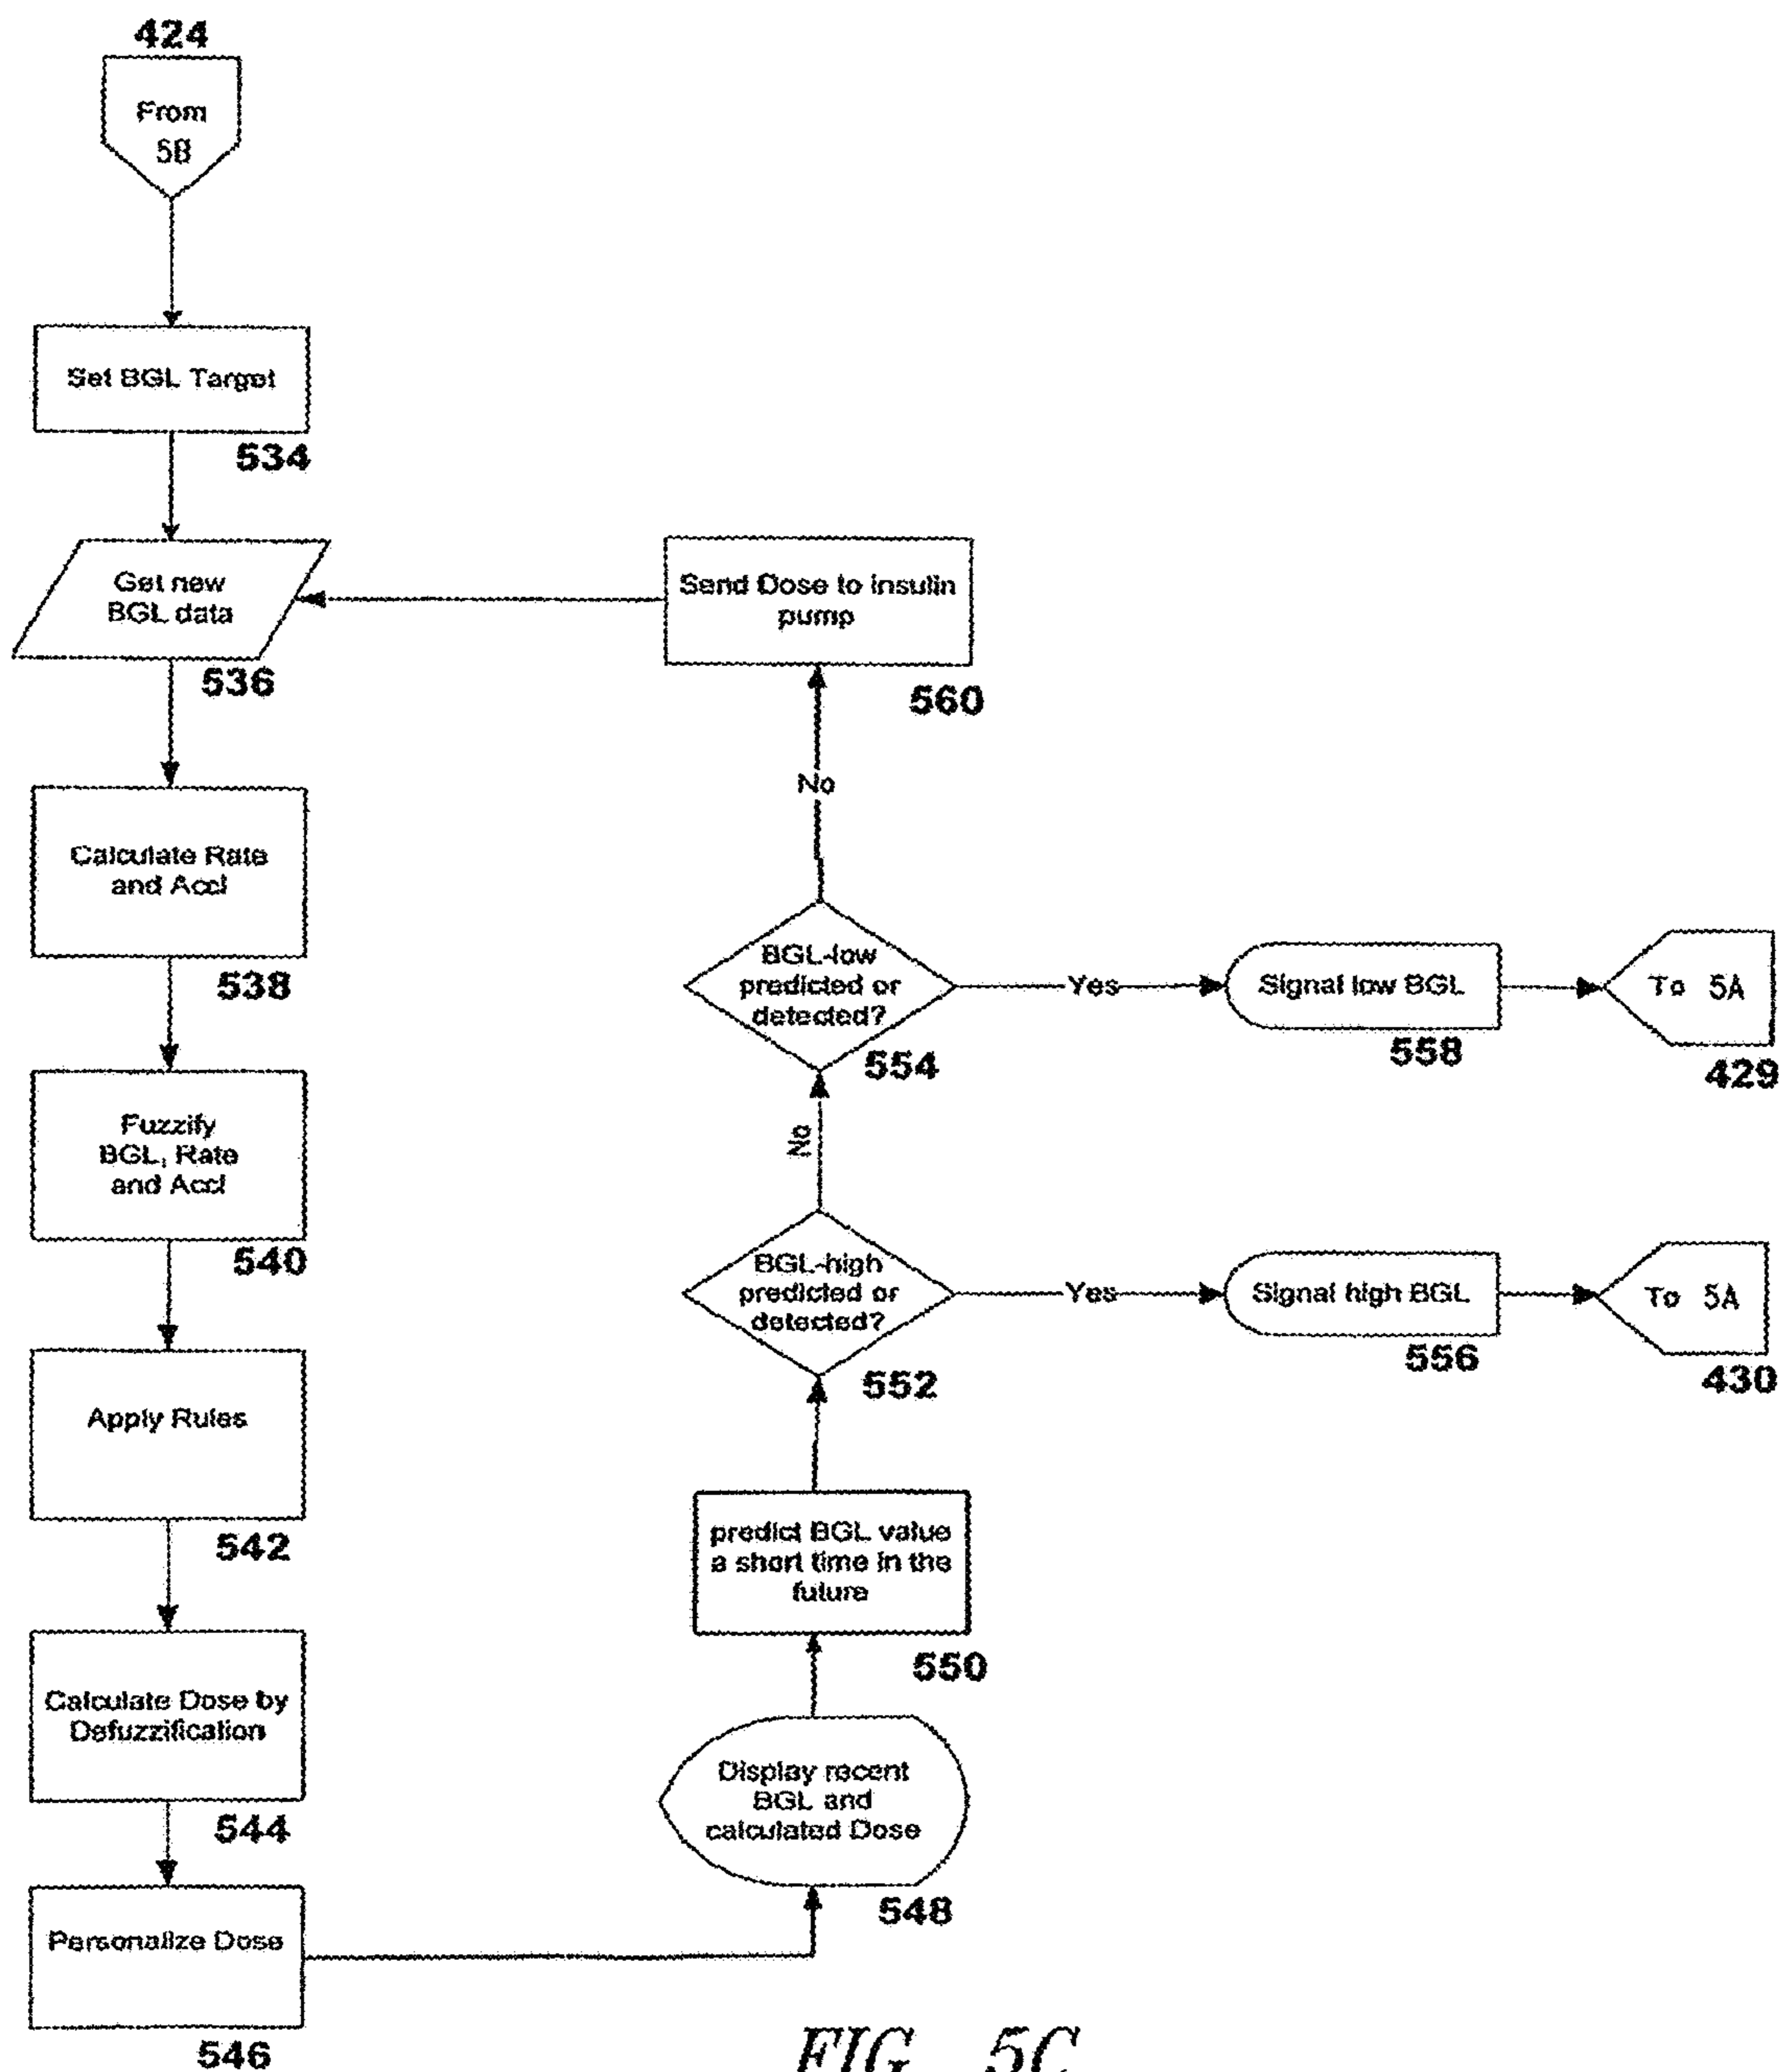 424
From
5B
Set BGL Target
534
Get new
BGL data
536
Calculate Rate
and Accl
538
Fuzzify
BGL, Rate
and Accl
540
Apply Rules
542
Calculate Dose by
Defuzzification
544
Personalize Dose
546
Display recent
BGL and
calculated Dose
548
predict BGL value
a short time in the
future
550
BGL-high
predicted or
detected?
552
Yes
Signal high BGL
556
To 5A
430
No
BGL-low
predicted or
detected?
554
Yes
Signal low BGL
558
To 5A
429
No
Send Dose to insulin
pump
560
FIG. 5C